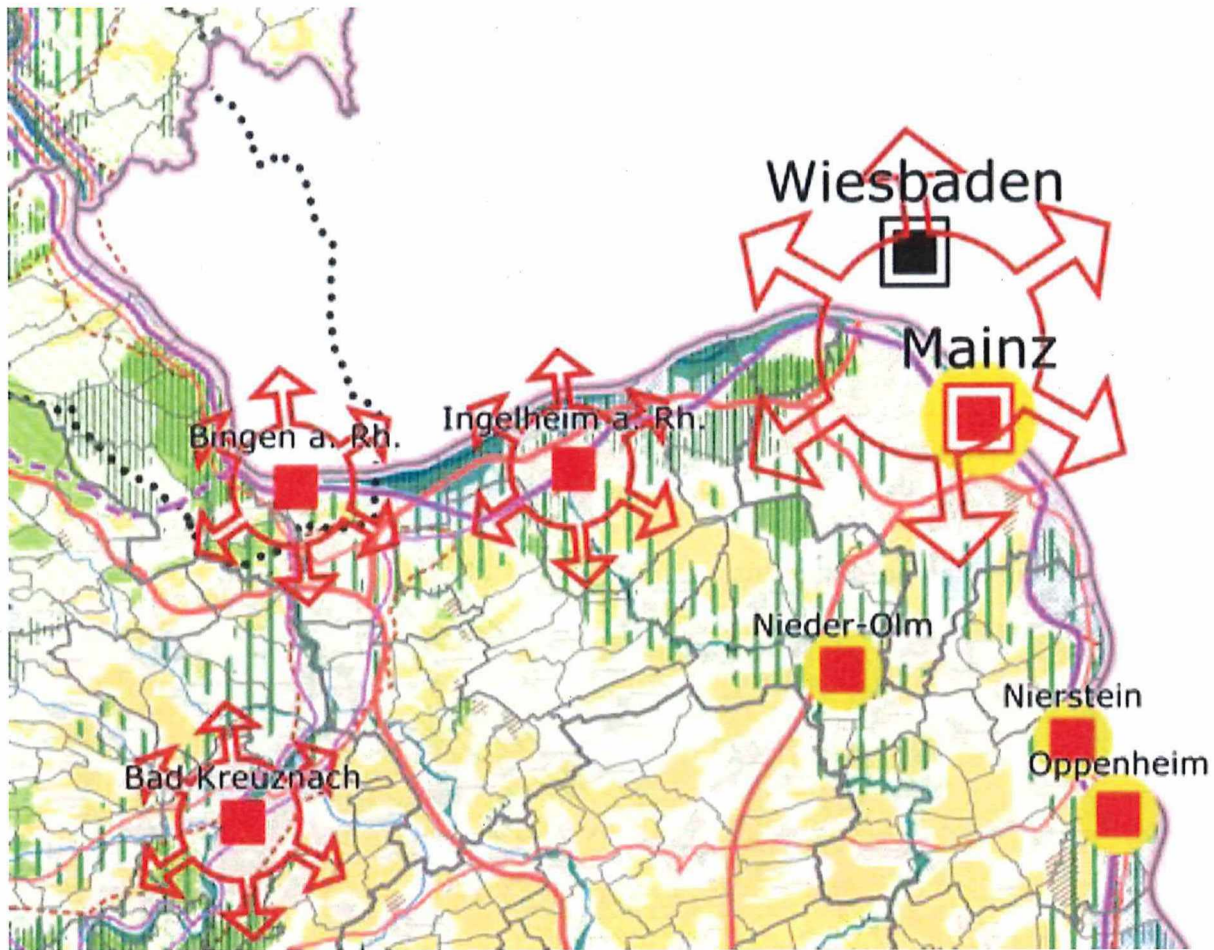 Wiesbaden
Mainz
Ingelheim a. Rh.
Bingen a. Rh.
Nieder-Olm
Nierstein
Oppenheim
Bad Kreuznach